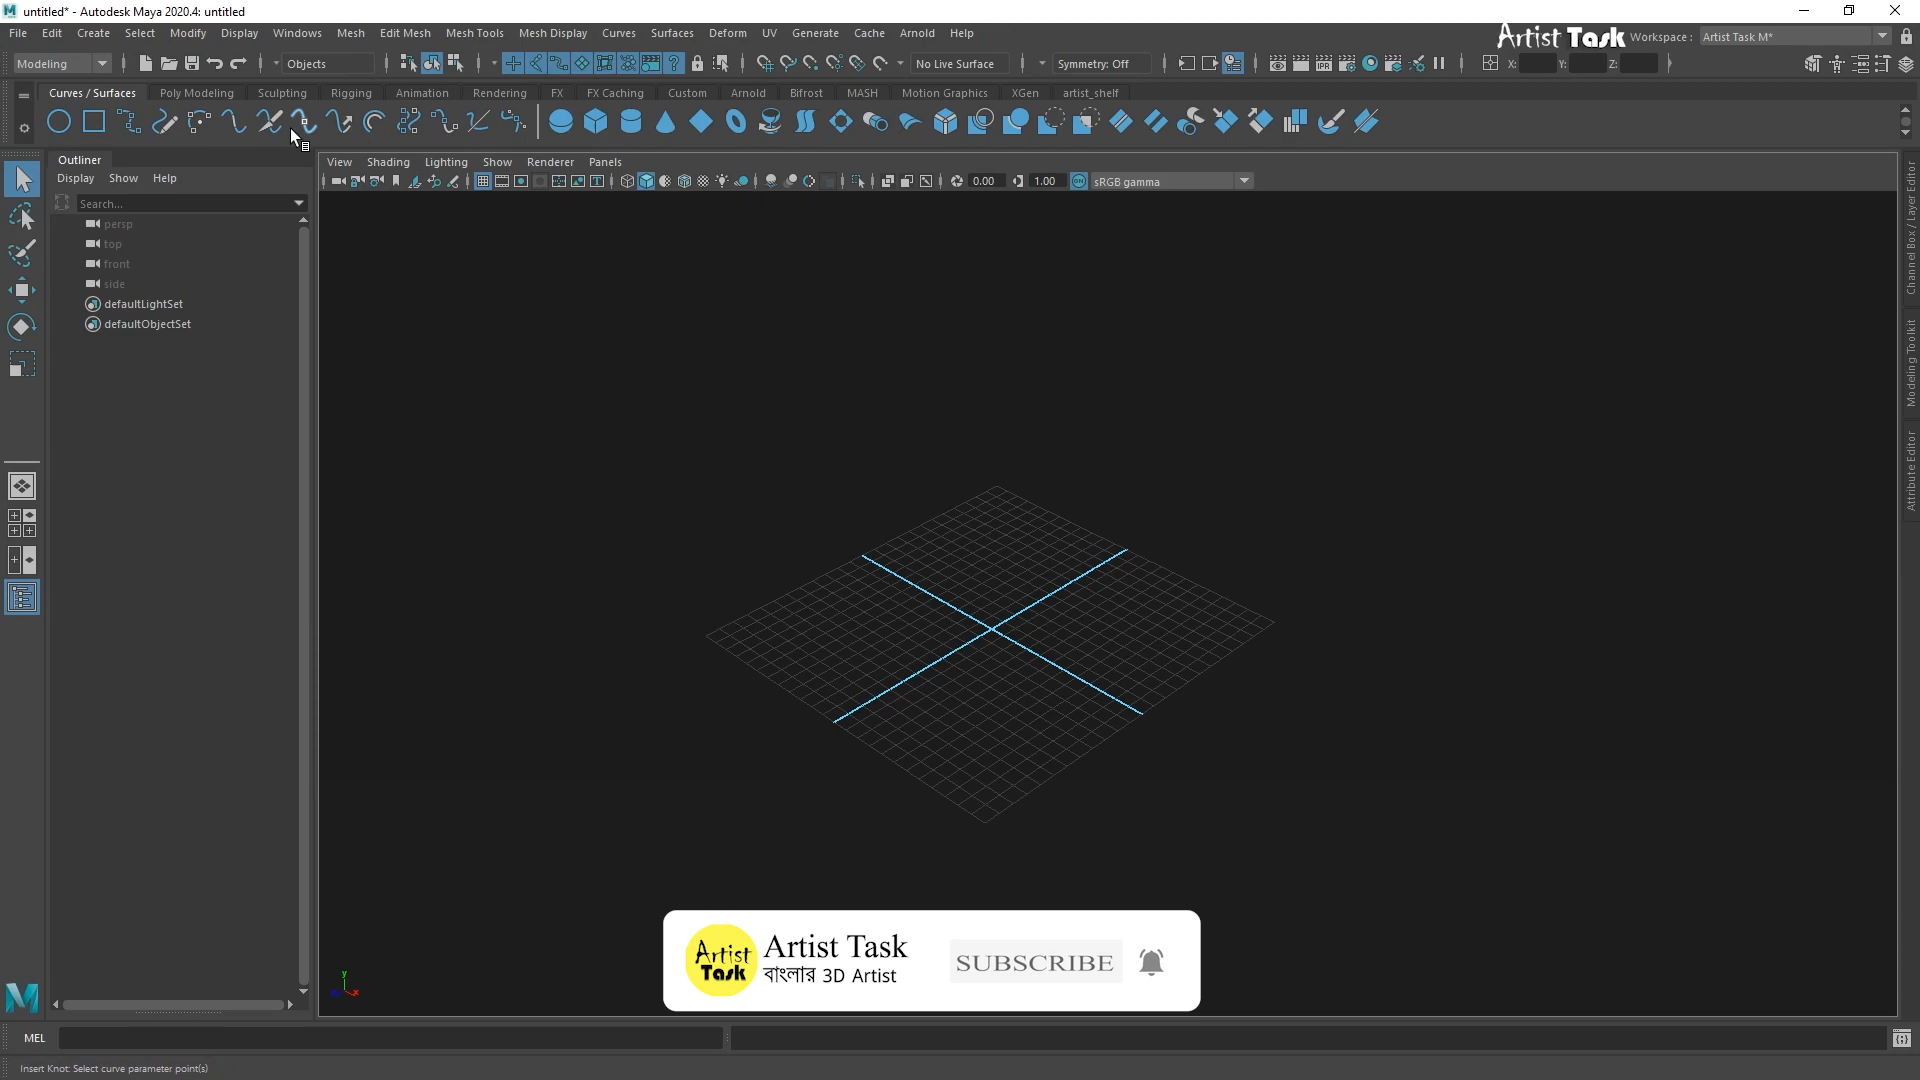 untitled* - Autodesk Maya 2020.4: untitled
File Edit Create Select Modify Display Windows Mesh Edit Mesh Mesh Tools Mesh Display Curves Surfaces Deform UV Generate Cache Arnold Help
Artist Task Workspace : Artist Task M*
Modeling Objects No Live Surface Symmetry: Off IPR X: Y: Z:
Curves / Surfaces Poly Modeling Sculpting Rigging Animation Rendering FX FX Caching Custom Arnold Bifrost MASH Motion Graphics XGen artist_shelf
Outliner
Display Show Help
Search...
persp
top
front
side
defaultLightSet
defaultObjectSet
View Shading Lighting Show Renderer Panels
0.00 1.00 ON sRGB gamma
Channel Box / Layer Editor
Modeling Toolkit
Attribute Editor
y
x
Artist Task
Artist Task
বাংলার 3D Artist
SUBSCRIBE
MEL
Insert Knot: Select curve parameter point(s)